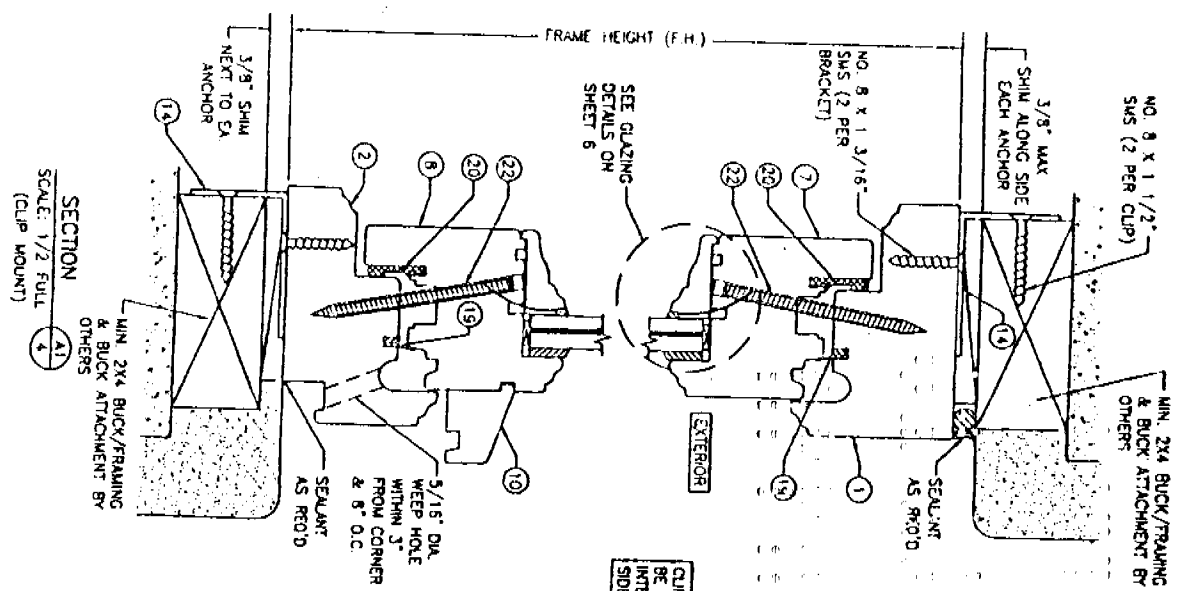 FRAME HEIGHT (F.H.)
NO. 8 X 1 1/2"
SMS (2 PER CLIP)
3/8" MAX
SHIM ALONG SIDE
EACH ANCHOR
NO. 8 X 1 3/16"
SMS (2 PER
BRACKET)
SEE GLAZING
DETAILS ON
SHEET 6
3/8" SHIM
NEXT TO EA.
ANCHOR
14
2
8
20
22
22
20
7
14
19
19
1
10
EXTERIOR
MIN. 2X4 BUCK/FRAMING
& BUCK ATTACHMENT BY
OTHERS
SEALANT
AS REQ'D
5/16" DIA.
WEEP HOLE
WITHIN 3"
FROM CORNER
& 8" O.C.
SEALANT
AS REQ'D
MIN. 2X4 BUCK/FRAMING
& BUCK ATTACHMENT BY
OTHERS
SECTION
SCALE: 1/2 FULL
(CLIP MOUNT)
A1
4
BE